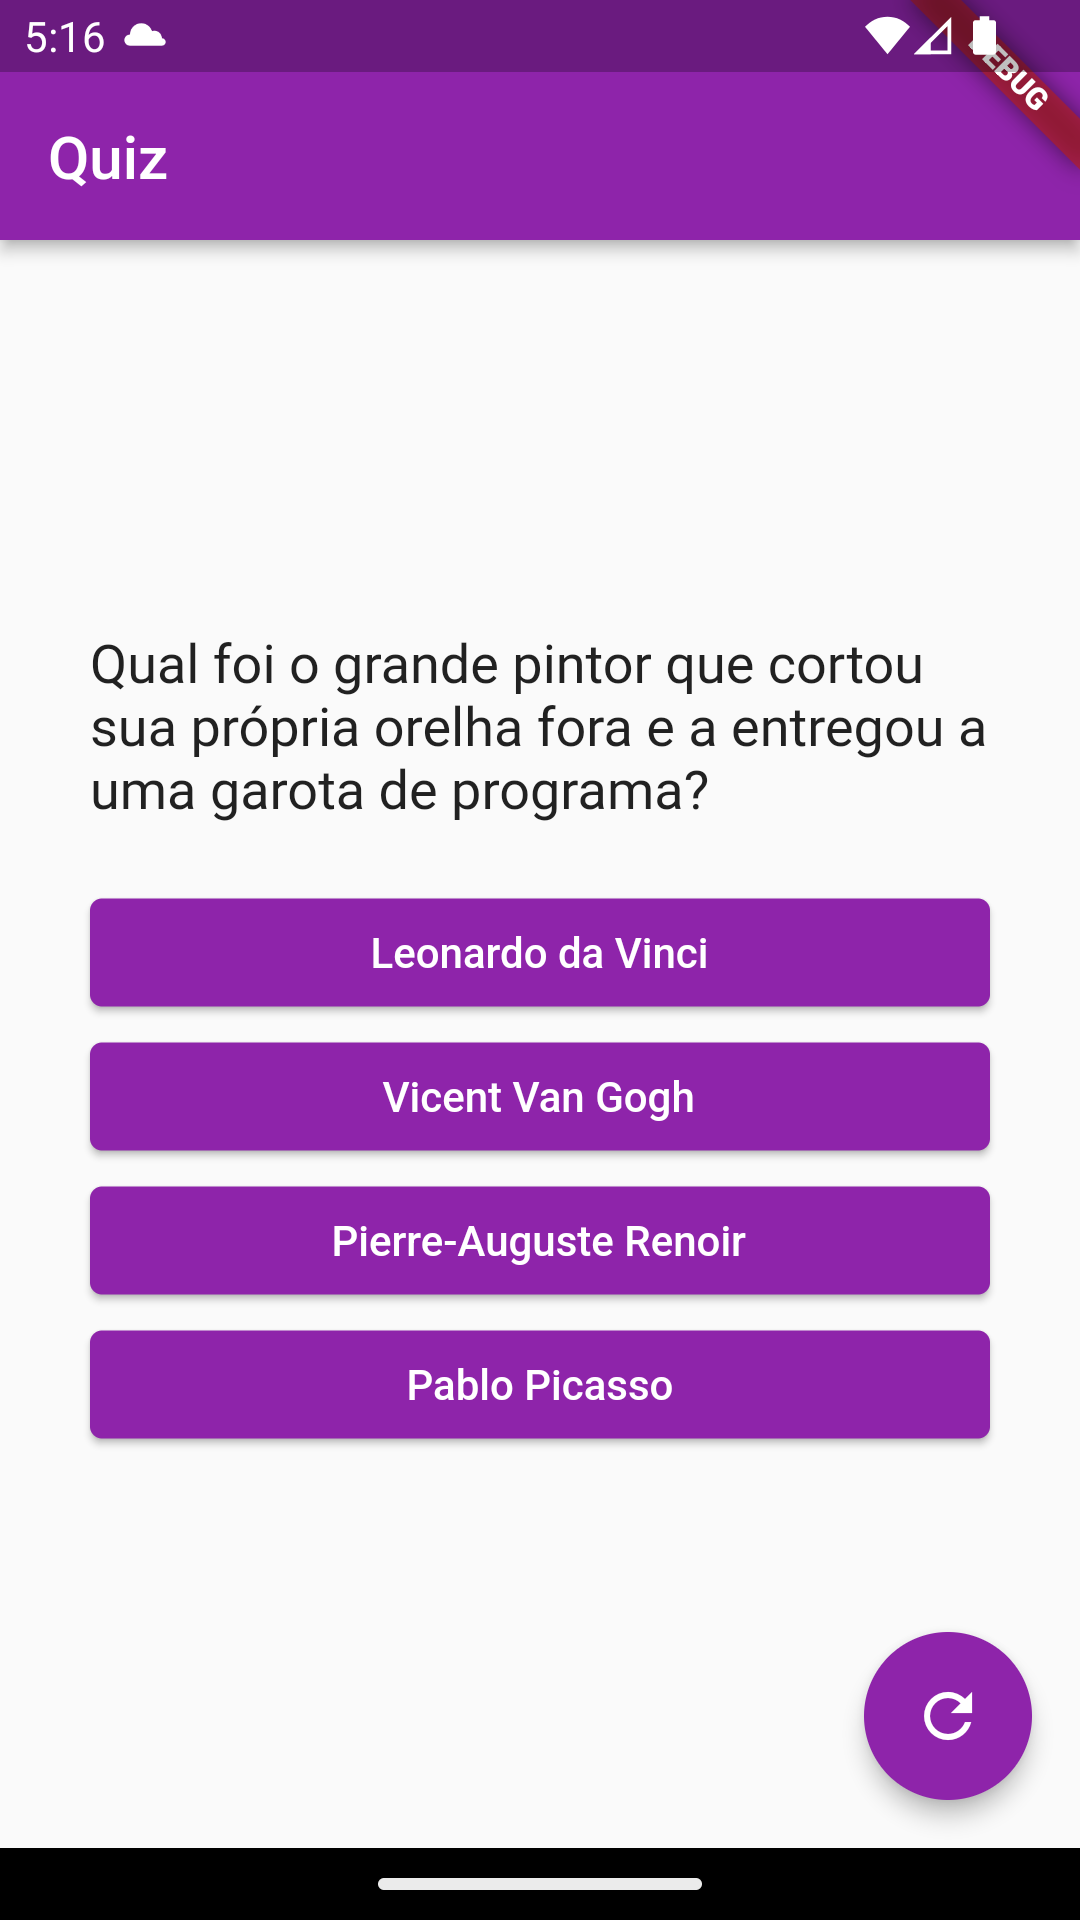 5:16
DEBUG
Quiz
Qual foi o grande pintor que cortou
sua própria orelha fora e a entregou a
uma garota de programa?
Leonardo da Vinci
Vicent Van Gogh
Pierre-Auguste Renoir
Pablo Picasso